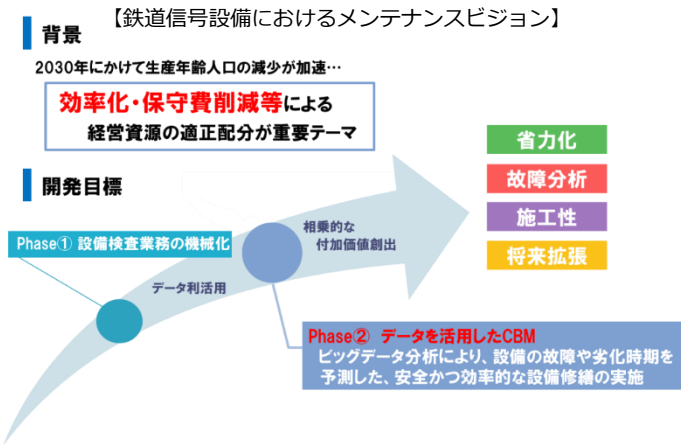 【鉄道信号設備におけるメンテナンスビジョン】
背景
2030年にかけて生産年齢人口の減少が加速…
効率化・保守費削減等による
経営資源の適正配分が重要テーマ
開発目標
省力化
故障分析
施工性
将来拡張
相乗的な
付加価値創出
Phase① 設備検査業務の機械化
データ利活用
Phase② データを活用したCBM
ビッグデータ分析により、設備の故障や劣化時期を
予測した、安全かつ効率的な設備修繕の実施